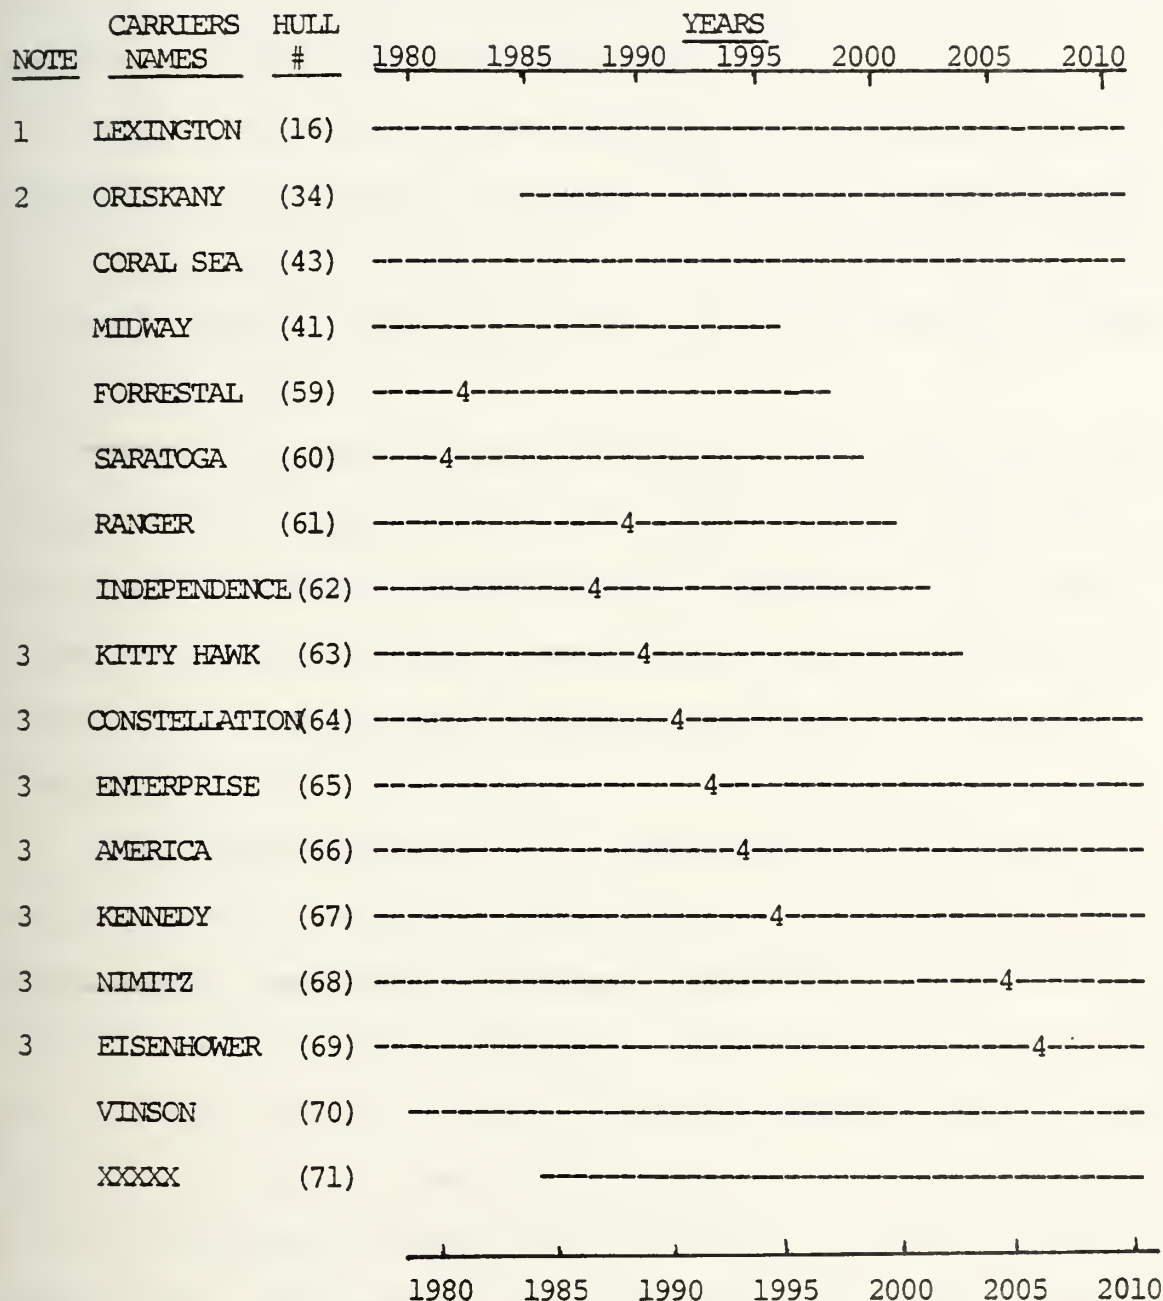 CARRIERS HULL YEARS
NOTE NAMES # 1980 1985 1990 1995 2000 2005 2010
1 LEXINGTON (16) ------------------------------------------------
2 ORISKANY (34) --------------------------------------
CORAL SEA (43) ------------------------------------------------
MIDWAY (41) --------------------------
FORRESTAL (59) -----4-----------------------
SARATOGA (60) ----4--------------------------
RANGER (61) ---------------4----------------
INDEPENDENCE (62) -------------4--------------------
3 KITTY HAWK (63) ----------------4-------------------
3 CONSTELLATION(64) ------------------4----------------------------
3 ENTERPRISE (65) --------------------4--------------------------
3 AMERICA (66) ----------------------4------------------------
3 KENNEDY (67) ------------------------4----------------------
3 NIMITZ (68) --------------------------------------4--------
3 EISENHOWER (69) ----------------------------------------4------
VINSON (70) ----------------------------------------------
XXXXX (71) --------------------------------------
1980 1985 1990 1995 2000 2005 2010